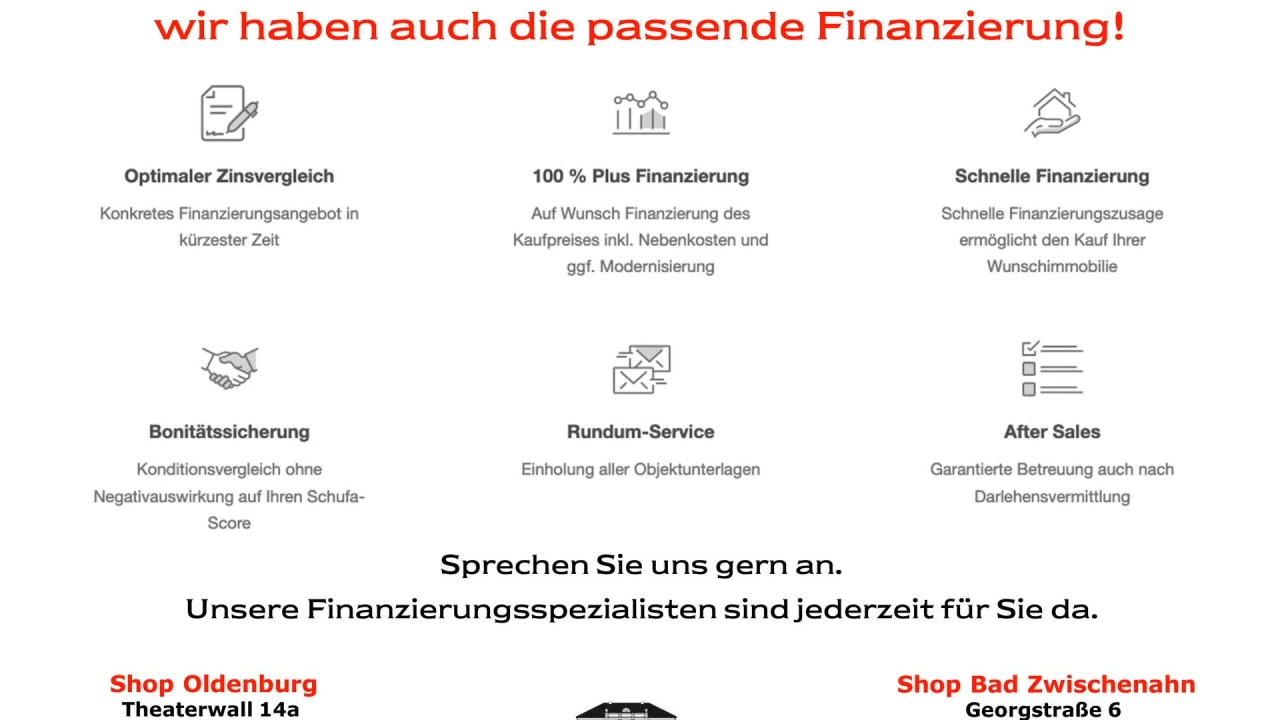 wir haben auch die passende Finanzierung!
Optimaler Zinsvergleich
Konkretes Finanzierungsangebot in
kürzester Zeit
100 % Plus Finanzierung
Auf Wunsch Finanzierung des
Kaufpreises inkl. Nebenkosten und
ggf. Modernisierung
Schnelle Finanzierung
Schnelle Finanzierungszusage
ermöglicht den Kauf Ihrer
Wunschimmobilie
Bonitätssicherung
Konditionsvergleich ohne
Negativauswirkung auf Ihren Schufa-
Score
Rundum-Service
Einholung aller Objektunterlagen
After Sales
Garantierte Betreuung auch nach
Darlehensvermittlung
Sprechen Sie uns gern an.
Unsere Finanzierungsspezialisten sind jederzeit für Sie da.
Shop Oldenburg
Theaterwall 14a
Shop Bad Zwischenahn
Georgstraße 6